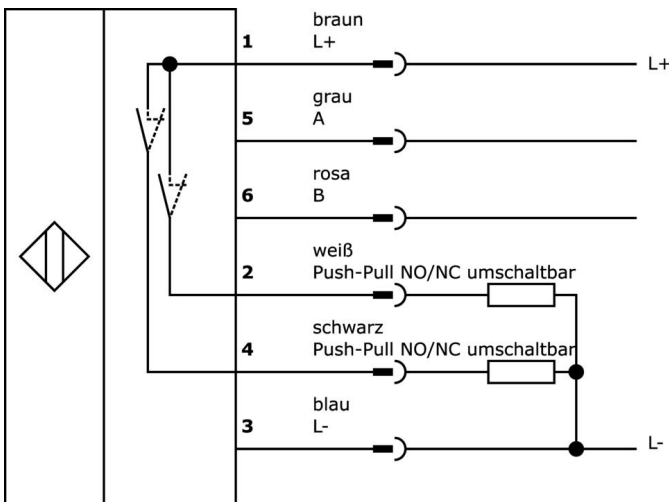 braun
1 L+
L+
grau
5 A
rosa
6 B
weiß
2 Push-Pull NO/NC umschaltbar
schwarz
4 Push-Pull NO/NC umschaltbar
blau
3 L-
L-